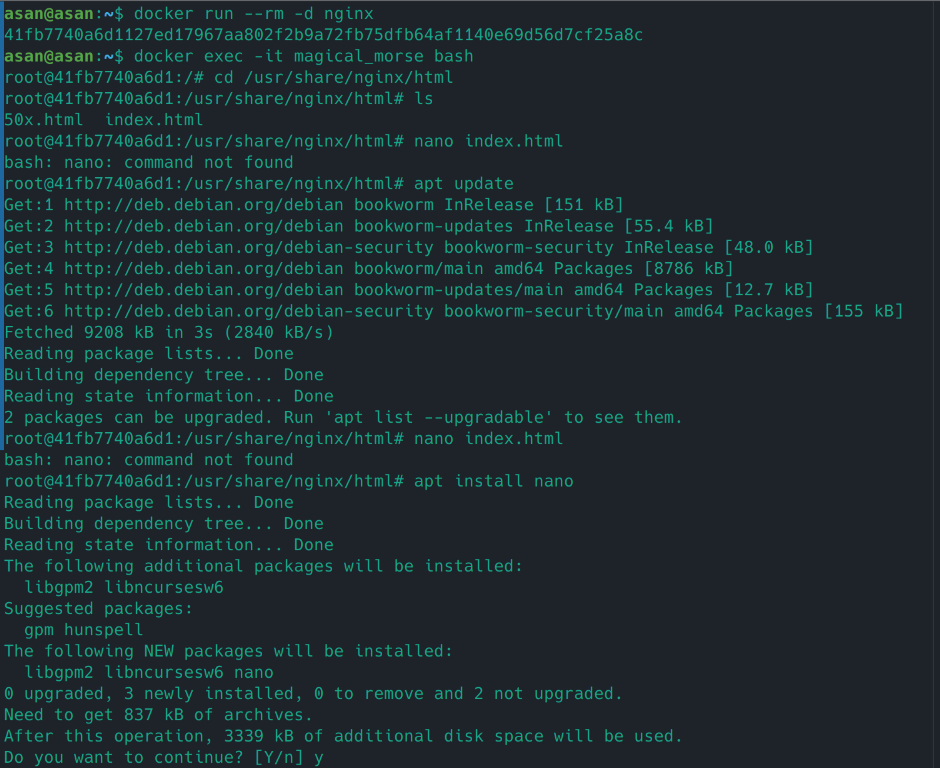 asan@asan:~$ docker run --rm -d nginx
41fb7740a6d1127ed17967aa802f2b9a72fb75dfb64af1140e69d56d7cf25a8c
asan@asan:~$ docker exec -it magical_morse bash
root@41fb7740a6d1:/# cd /usr/share/nginx/html
root@41fb7740a6d1:/usr/share/nginx/html# ls
50x.html  index.html
root@41fb7740a6d1:/usr/share/nginx/html# nano index.html
bash: nano: command not found
root@41fb7740a6d1:/usr/share/nginx/html# apt update
Get:1 http://deb.debian.org/debian bookworm InRelease [151 kB]
Get:2 http://deb.debian.org/debian bookworm-updates InRelease [55.4 kB]
Get:3 http://deb.debian.org/debian-security bookworm-security InRelease [48.0 kB]
Get:4 http://deb.debian.org/debian bookworm/main amd64 Packages [8786 kB]
Get:5 http://deb.debian.org/debian bookworm-updates/main amd64 Packages [12.7 kB]
Get:6 http://deb.debian.org/debian-security bookworm-security/main amd64 Packages [155 kB]
Fetched 9208 kB in 3s (2840 kB/s)
Reading package lists... Done
Building dependency tree... Done
Reading state information... Done
2 packages can be upgraded. Run 'apt list --upgradable' to see them.
root@41fb7740a6d1:/usr/share/nginx/html# nano index.html
bash: nano: command not found
root@41fb7740a6d1:/usr/share/nginx/html# apt install nano
Reading package lists... Done
Building dependency tree... Done
Reading state information... Done
The following additional packages will be installed:
  libgpm2 libncursesw6
Suggested packages:
  gpm hunspell
The following NEW packages will be installed:
  libgpm2 libncursesw6 nano
0 upgraded, 3 newly installed, 0 to remove and 2 not upgraded.
Need to get 837 kB of archives.
After this operation, 3339 kB of additional disk space will be used.
Do you want to continue? [Y/n] y